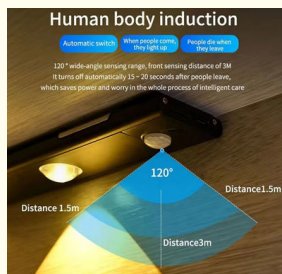 Human body induction
Automatic switch
When people come,
they light up
People die when
they leave
120 ° wide-angle sensing range, front sensing distance of 3M
It turns off automatically 15 ~ 20 seconds after people leave,
which saves power and worry in the whole process of intelligent care
120°
Distance 1.5m
Distance1.5m
Distance3m